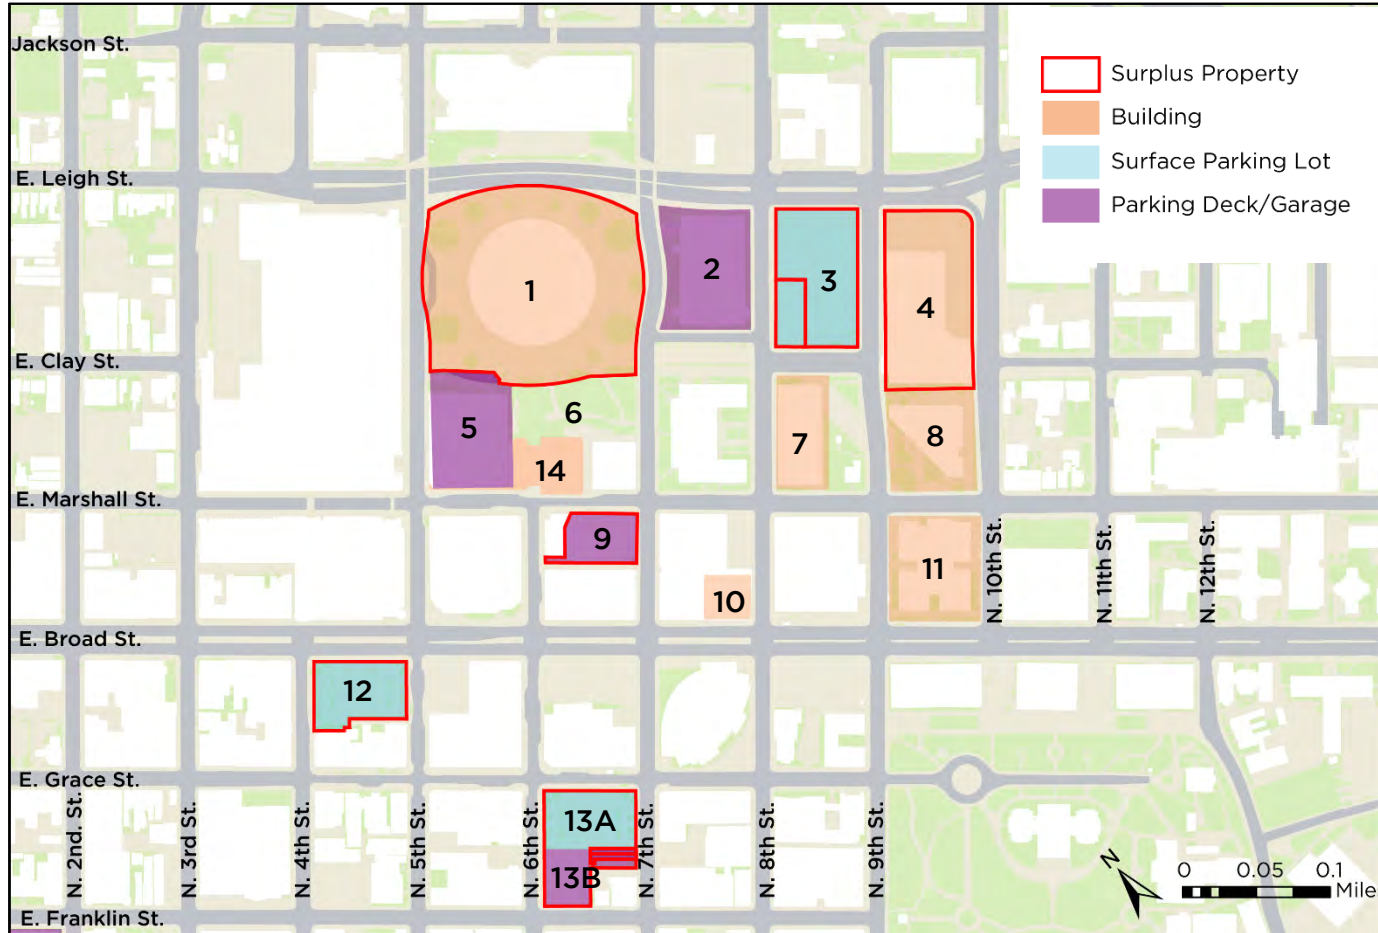 Jackson St.
Surplus Property
Building
Surface Parking Lot
Parking Deck/Garage
E. Leigh St.
1
2
3
4
E. Clay St.
5
6
7
8
14
E. Marshall St.
9
10
11
N. 10th St.
N. 11th St.
N. 12th St.
E. Broad St.
12
E. Grace St.
13A
13B
N. 2nd. St.
N. 3rd St.
N. 4th St.
N. 5th St.
N. 6th St.
N. 7th St.
N. 8th St.
N. 9th St.
N
0 0.05 0.1
Mile
E. Franklin St.